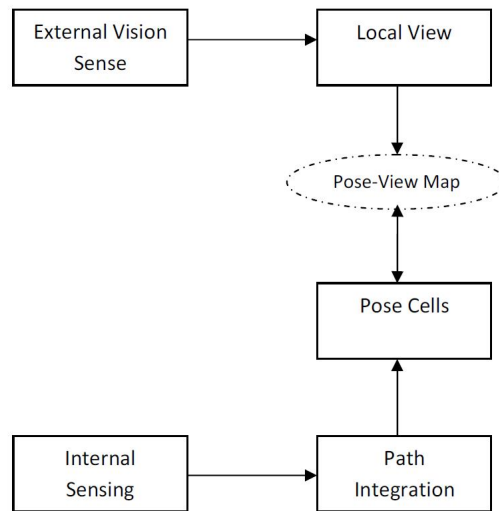 External Vision
Sense
Local View
Pose-View Map
Pose Cells
Internal
Sensing
Path
Integration